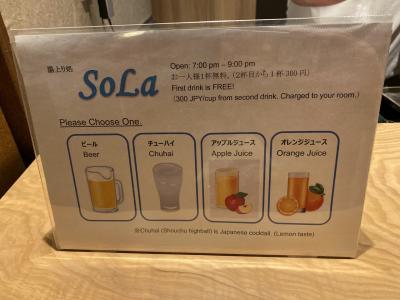 湯上り処
SoLa
Open: 7:00 pm – 9:00 pm
お一人様1杯無料。(2杯目から1杯300円)
First drink is FREE!
(300 JPY/cup from second drink. Charged to your room.)
Please Choose One.
ビール
Beer
チューハイ
Chuhai
アップルジュース
Apple Juice
オレンジジュース
Orange Juice
※Chuhai (Shouchu highball) is Japanese cocktail. (Lemon taste)